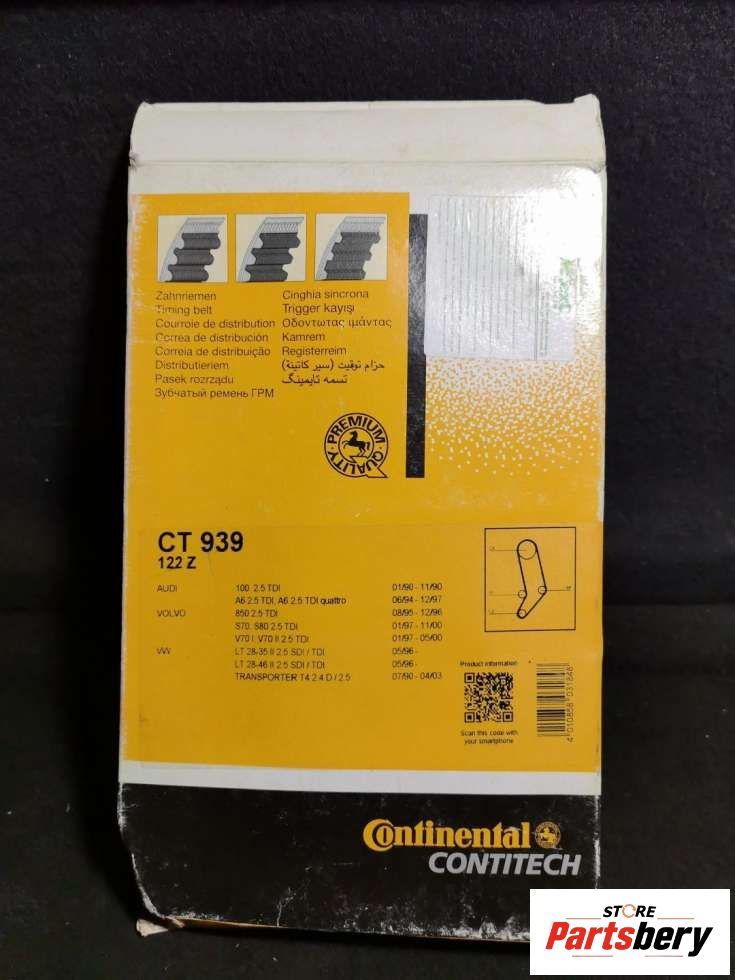 Zahnriemen
Timing belt
Courroie de distribution
Correa de distribución
Correia de distribuição
Distributieriem
Pasek rozrządu
Зубчатый ремень ГРМ
Cinghia sincrona
Trigger kayışı
Οδοντωτας ιμάντας
Kamrem
Registerreim
حزام توقيت (سير كاتينة)
تسمه تایمینگ
PREMIUM QUALITY
CT 939
122 Z
AUDI 100 2.5 TDI 01/90 - 11/90
A6 2.5 TDI, A6 2.5 TDI quattro 06/94 - 12/97
VOLVO 850 2.5 TDI 08/95 - 12/96
S70, S80 2.5 TDI 01/97 - 11/00
V70 I, V70 II 2.5 TDI 01/97 - 05/00
VW LT 28-35 II 2.5 SDI / TDI 05/96 -
LT 28-46 II 2.5 SDI / TDI 05/96 -
TRANSPORTER T4 2.4 D / 2.5 07/90 - 04/03
Product information
Scan this code with
your smartphone
4 010858 031848
Continental
CONTITECH
STORE
Partsbery